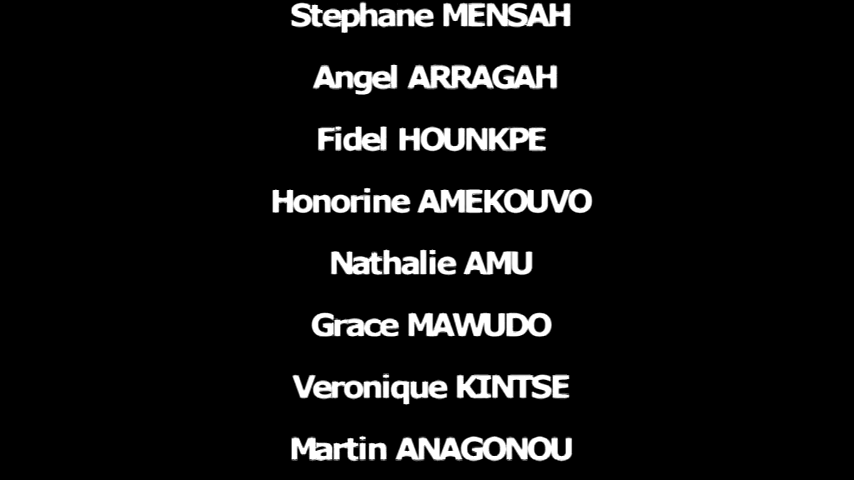 Stephane MENSAH
Angel ARRAGAH
Fidel HOUNKPE
Honorine AMEKOUVO
Nathalie AMU
Grace MAWUDO
Veronique KINTSE
Martin ANAGONOU